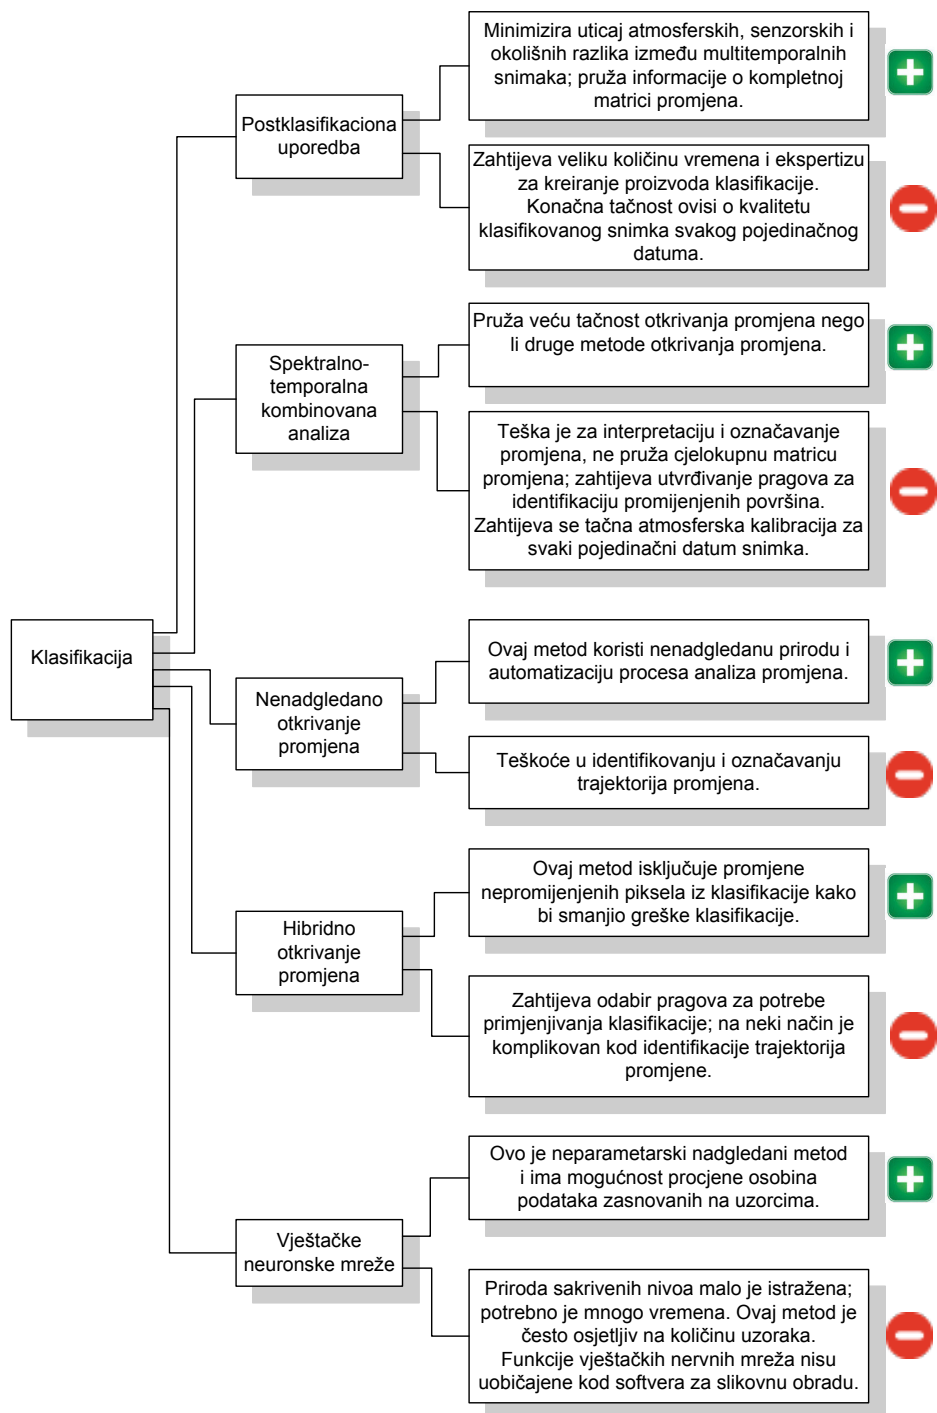 Minimizira uticaj atmosferskih, senzorskih i
okolišnih razlika između multitemporalnih
snimaka; pruža informacije o kompletnoj
matrici promjena.
Postklasifikaciona
uporedba
Zahtijeva veliku količinu vremena i ekspertizu
za kreiranje proizvoda klasifikacije.
Konačna tačnost ovisi o kvalitetu
klasifikovanog snimka svakog pojedinačnog
datuma.
Pruža veću tačnost otkrivanja promjena nego
li druge metode otkrivanja promjena.
Spektralno-
temporalna
kombinovana
analiza
Teška je za interpretaciju i označavanje
promjena, ne pruža cjelokupnu matricu
promjena; zahtijeva utvrđivanje pragova za
identifikaciju promijenjenih površina.
Zahtijeva se tačna atmosferska kalibracija za
svaki pojedinačni datum snimka.
Klasifikacija
Ovaj metod koristi nenadgledanu prirodu i
automatizaciju procesa analiza promjena.
Nenadgledano
otkrivanje
promjena
Teškoće u identifikovanju i označavanju
trajektorija promjena.
Ovaj metod isključuje promjene
nepromijenjenih piksela iz klasifikacije kako
bi smanjio greške klasifikacije.
Hibridno
otkrivanje
promjena
Zahtijeva odabir pragova za potrebe
primjenjivanja klasifikacije; na neki način je
komplikovan kod identifikacije trajektorija
promjene.
Ovo je neparametarski nadgledani metod
i ima mogućnost procjene osobina
podataka zasnovanih na uzorcima.
Vještačke
neuronske mreže
Priroda sakrivenih nivoa malo je istražena;
potrebno je mnogo vremena. Ovaj metod je
često osjetljiv na količinu uzoraka.
Funkcije vještačkih nervnih mreža nisu
uobičajene kod softvera za slikovnu obradu.